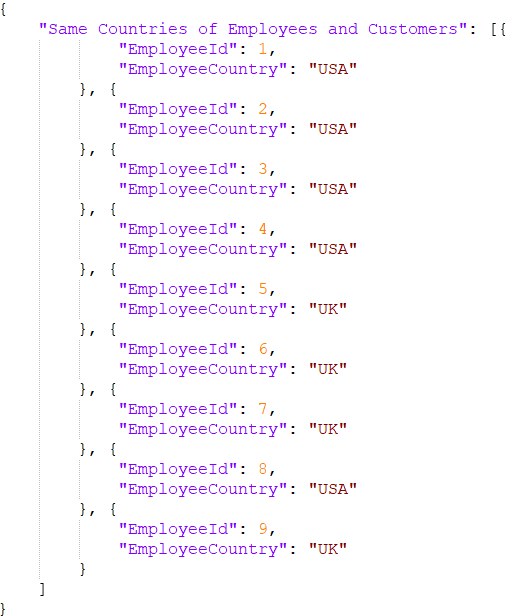 {
    "Same Countries of Employees and Customers": [{
            "EmployeeId": 1,
            "EmployeeCountry": "USA"
        }, {
            "EmployeeId": 2,
            "EmployeeCountry": "USA"
        }, {
            "EmployeeId": 3,
            "EmployeeCountry": "USA"
        }, {
            "EmployeeId": 4,
            "EmployeeCountry": "USA"
        }, {
            "EmployeeId": 5,
            "EmployeeCountry": "UK"
        }, {
            "EmployeeId": 6,
            "EmployeeCountry": "UK"
        }, {
            "EmployeeId": 7,
            "EmployeeCountry": "UK"
        }, {
            "EmployeeId": 8,
            "EmployeeCountry": "USA"
        }, {
            "EmployeeId": 9,
            "EmployeeCountry": "UK"
        }
    ]
}